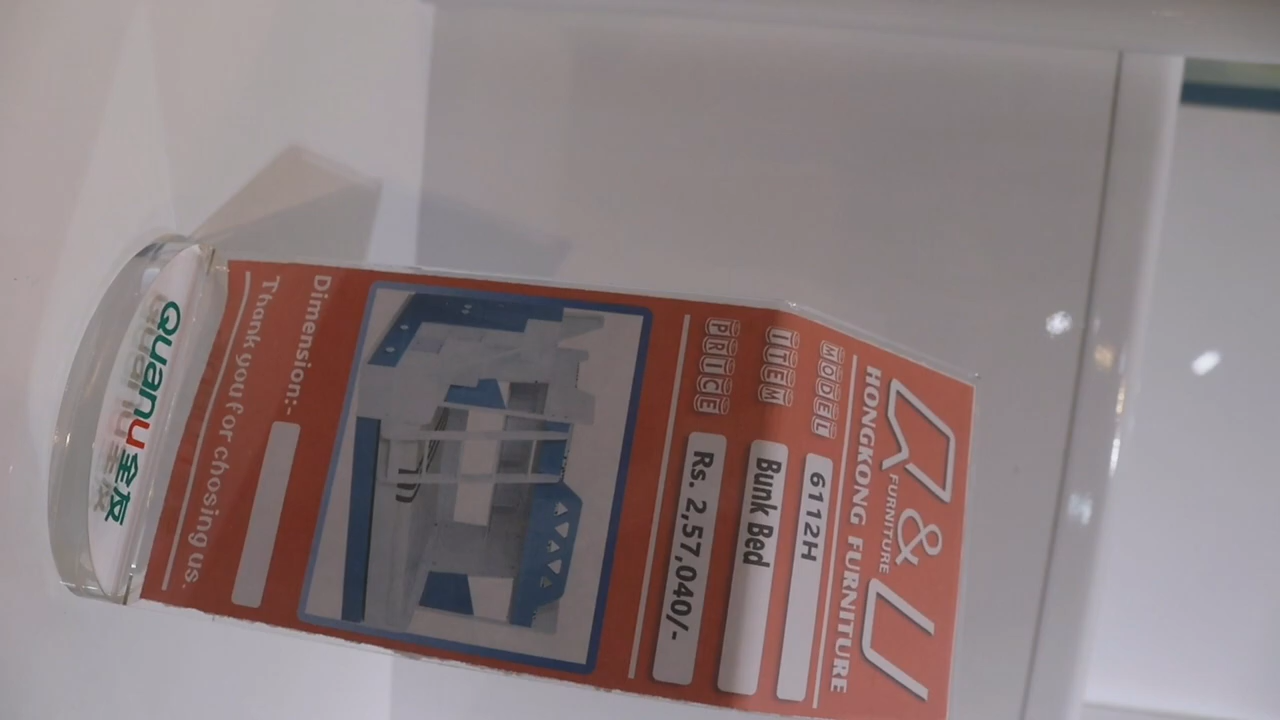 &
FURNITURE
HONGKONG FURNITURE
MODEL 6112H
ITEM Bunk Bed
PRICE Rs. 2,57,040/-
Dimension:-
Thank you for chosing us.
Quanu全友